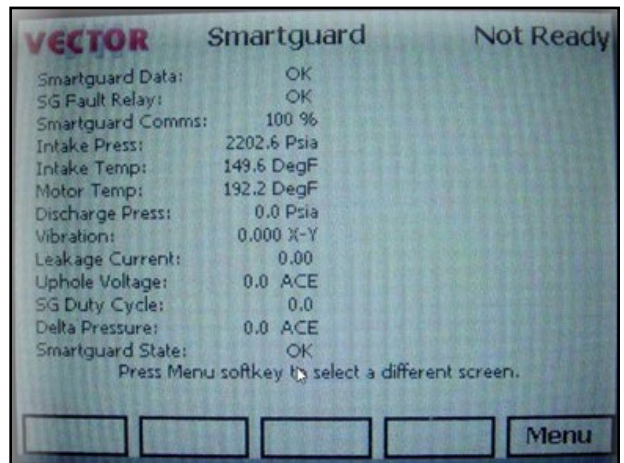 VECTOR Smartguard Not Ready
Smartguard Data: OK
SG Fault Relay: OK
Smartguard Comms: 100 %
Intake Press: 2202.6 Psia
Intake Temp: 149.6 DegF
Motor Temp: 192.2 DegF
Discharge Press: 0.0 Psia
Vibration: 0.000 X-Y
Leakage Current: 0.00
Uphole Voltage: 0.0 ACE
SG Duty Cycle: 0.0
Delta Pressure: 0.0 ACE
Smartguard State: OK
Press Menu softkey to select a different screen.
Menu